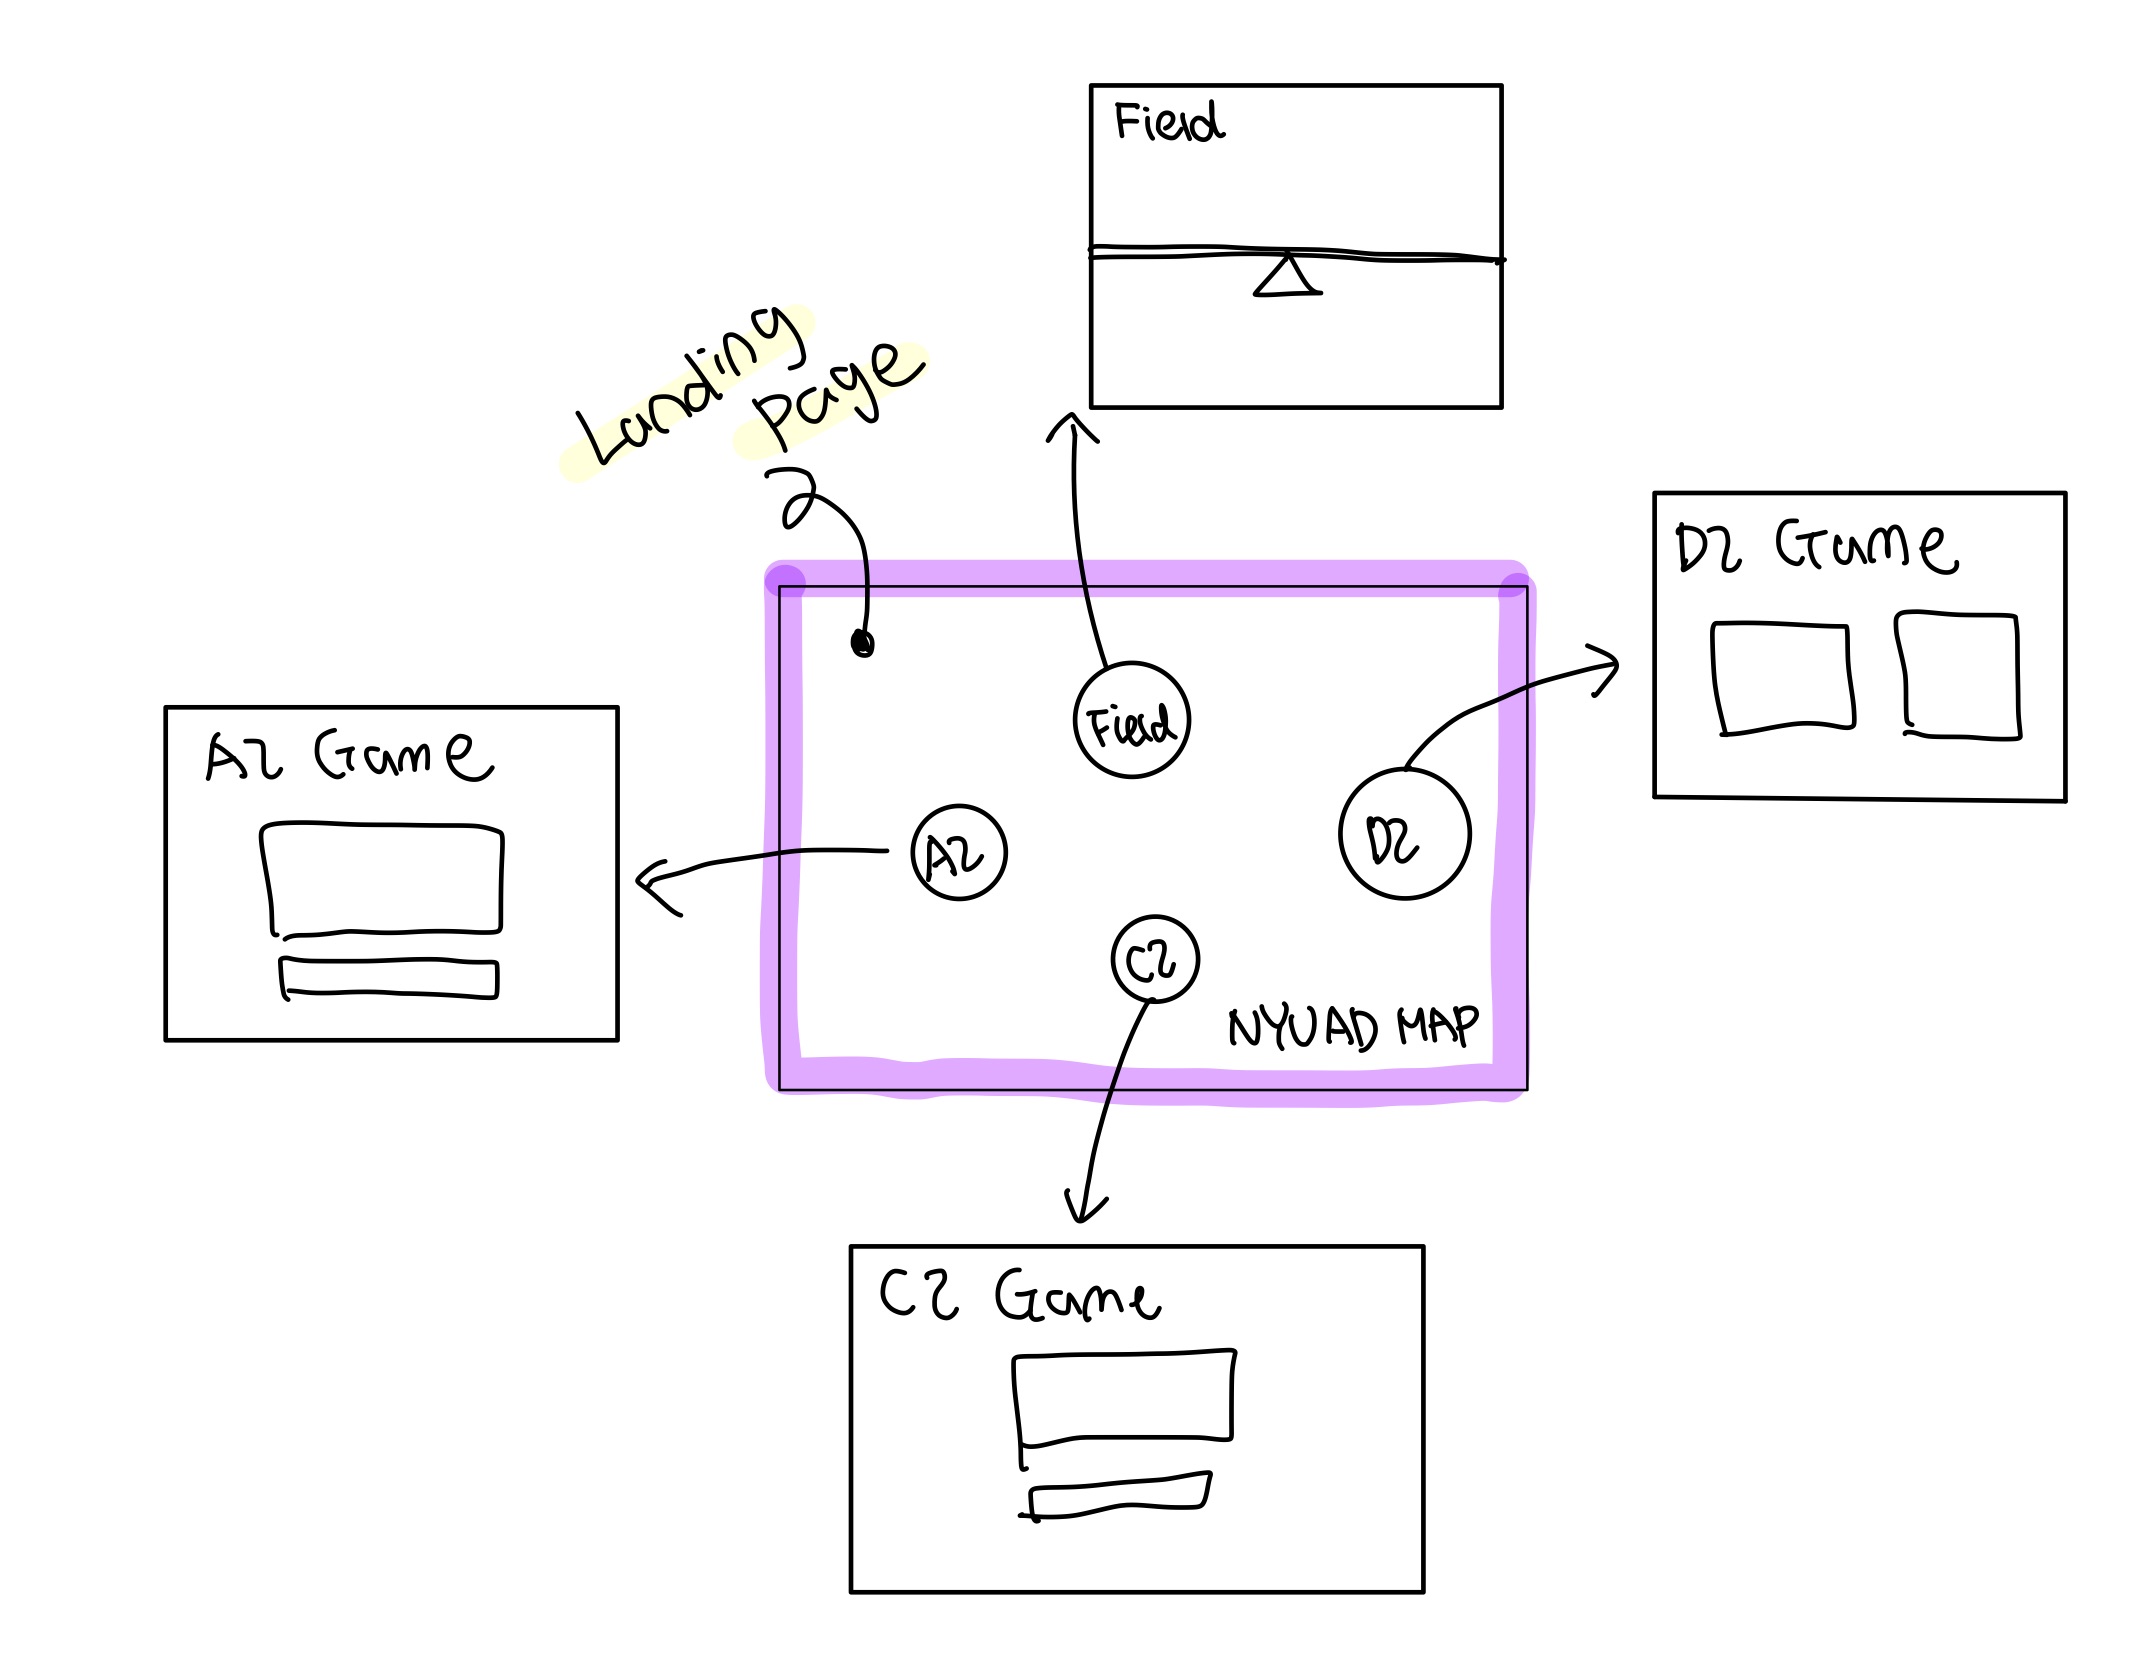 Field
Landing
Page
D2 Game
Field
A2 Game
D2
A2
C2
NYUAD MAP
C2 Game